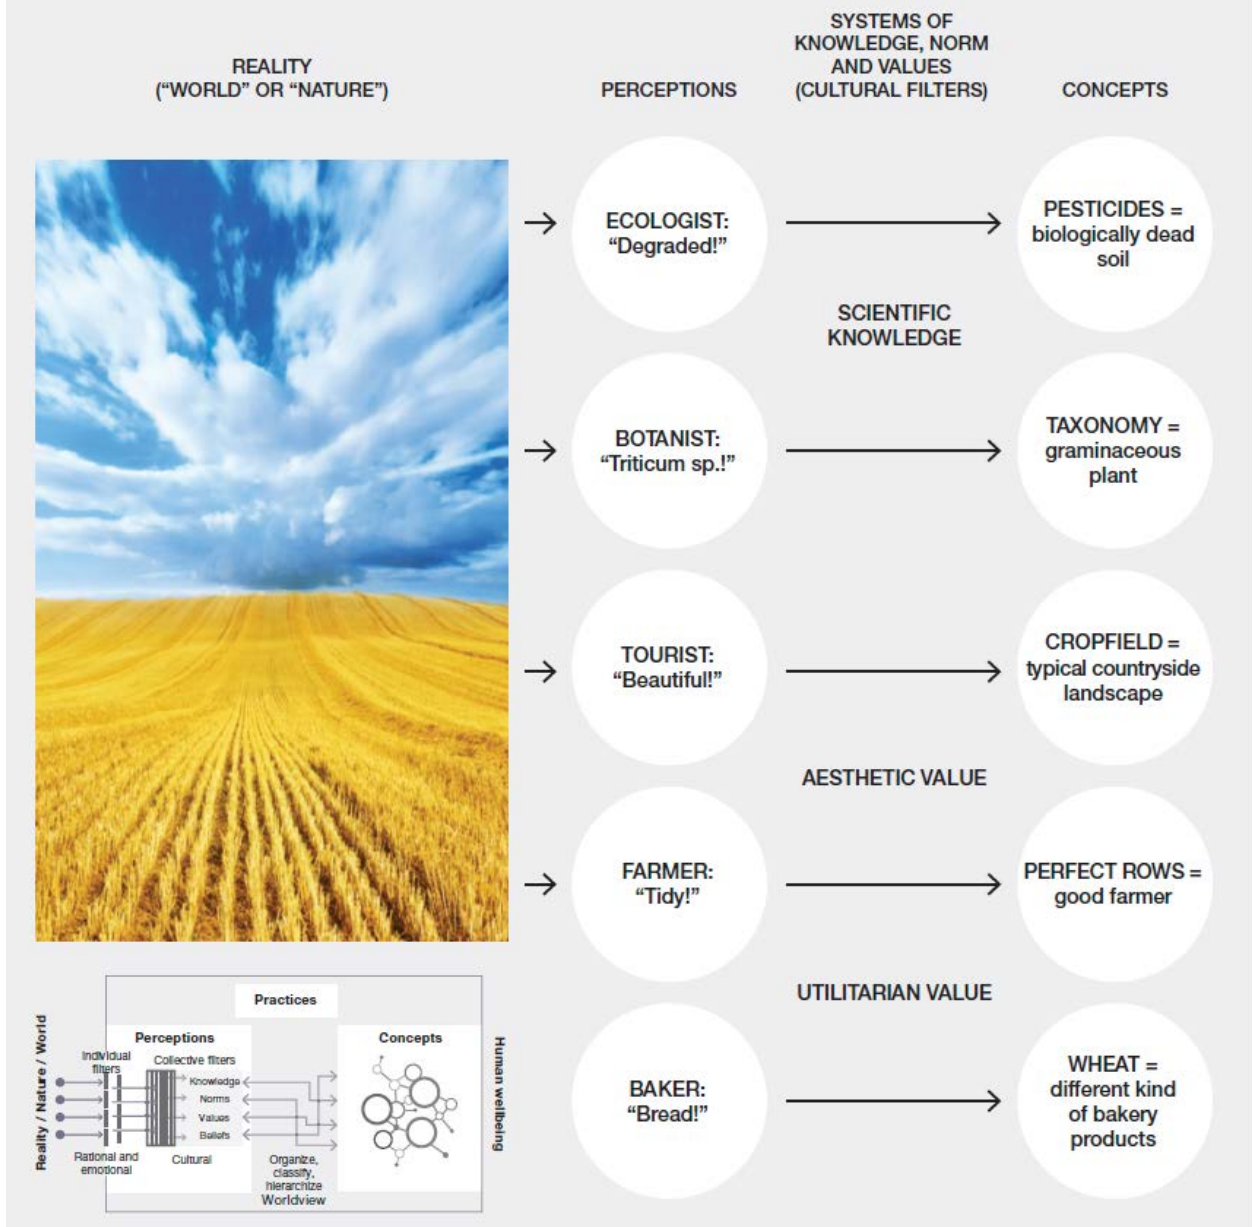 REALITY
(“WORLD” OR “NATURE”)
PERCEPTIONS
SYSTEMS OF
KNOWLEDGE, NORM
AND VALUES
(CULTURAL FILTERS)
CONCEPTS
ECOLOGIST:
“Degraded!”
PESTICIDES =
biologically dead
soil
SCIENTIFIC
KNOWLEDGE
BOTANIST:
“Triticum sp.!”
TAXONOMY =
graminaceous
plant
TOURIST:
“Beautiful!”
CROPFIELD =
typical countryside
landscape
AESTHETIC VALUE
FARMER:
“Tidy!”
PERFECT ROWS =
good farmer
UTILITARIAN VALUE
BAKER:
“Bread!”
WHEAT =
different kind
of bakery
products
Reality / Nature / World
Practices
Perceptions
Individual
filters
Collective filters
Knowledge
Norms
Values
Beliefs
Rational and
emotional
Cultural
Organize,
classify,
hierarchize
Worldview
Concepts
Human wellbeing